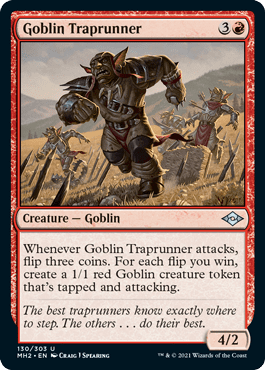 Goblin Traprunner 3
Creature — Goblin
Whenever Goblin Traprunner attacks,
flip three coins. For each flip you win,
create a 1/1 red Goblin creature token
that's tapped and attacking.
The best traprunners know exactly where
to step. The others . . . do their best.
4/2
130/303 U
MH2 • EN Craig J Spearing ™ & © 2021 Wizards of the Coast